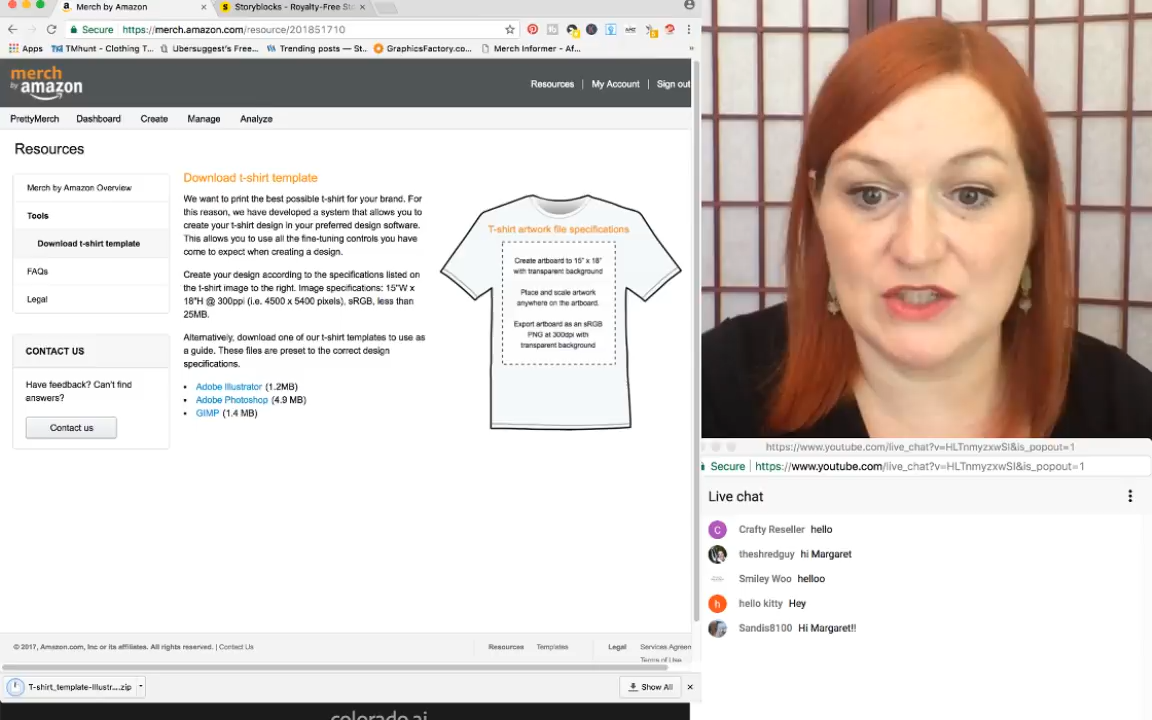 Merch by Amazon
Storyblocks - Royalty-Free Sto
Secure
https://merch.amazon.com/resource/201851710
Apps
TMhunt - Clothing T...
Ubersuggest's Free...
Trending posts — St..
GraphicsFactory.co...
Merch Informer - Af...
»
merch
by amazon
Resources | My Account | Sign out
PrettyMerch Dashboard Create Manage Analyze
Resources
Merch by Amazon Overview
Tools
Download t-shirt template
FAQs
Legal
CONTACT US
Have feedback? Can't find
answers?
Contact us
Download t-shirt template
We want to print the best possible t-shirt for your brand. For
this reason, we have developed a system that allows you to
create your t-shirt design in your preferred design software.
This allows you to use all the fine-tuning controls you have
come to expect when creating a design.
Create your design according to the specifications listed on
the t-shirt image to the right. Image specifications: 15"W x
18"H @ 300ppi (i.e. 4500 x 5400 pixels), sRGB, less than
25MB.
Alternatively, download one of our t-shirt templates to use as
a guide. These files are preset to the correct design
specifications.
• Adobe Illustrator (1.2MB)
• Adobe Photoshop (4.9 MB)
• GIMP (1.4 MB)
T-shirt artwork file specifications
Create artboard to 15" x 18"
with transparent background
Place and scale artwork
anywhere on the artboard.
Export artboard as an sRGB
PNG at 300dpi with
transparent background
© 2017, Amazon.com, Inc or its affiliates. All rights reserved. | Contact Us
Resources Templates Legal Services Agreem
Terms of Use
T-shirt_template-Illustr....zip
Show All
colorado.ai
https://www.youtube.com/live_chat?v=HLTnmyzxwSI&is_popout=1
Secure | https://www.youtube.com/live_chat?v=HLTnmyzxwSI&is_popout=1
Live chat
C Crafty Reseller hello
theshredguy hi Margaret
Smiley Woo helloo
h hello kitty Hey
Sandis8100 Hi Margaret!!